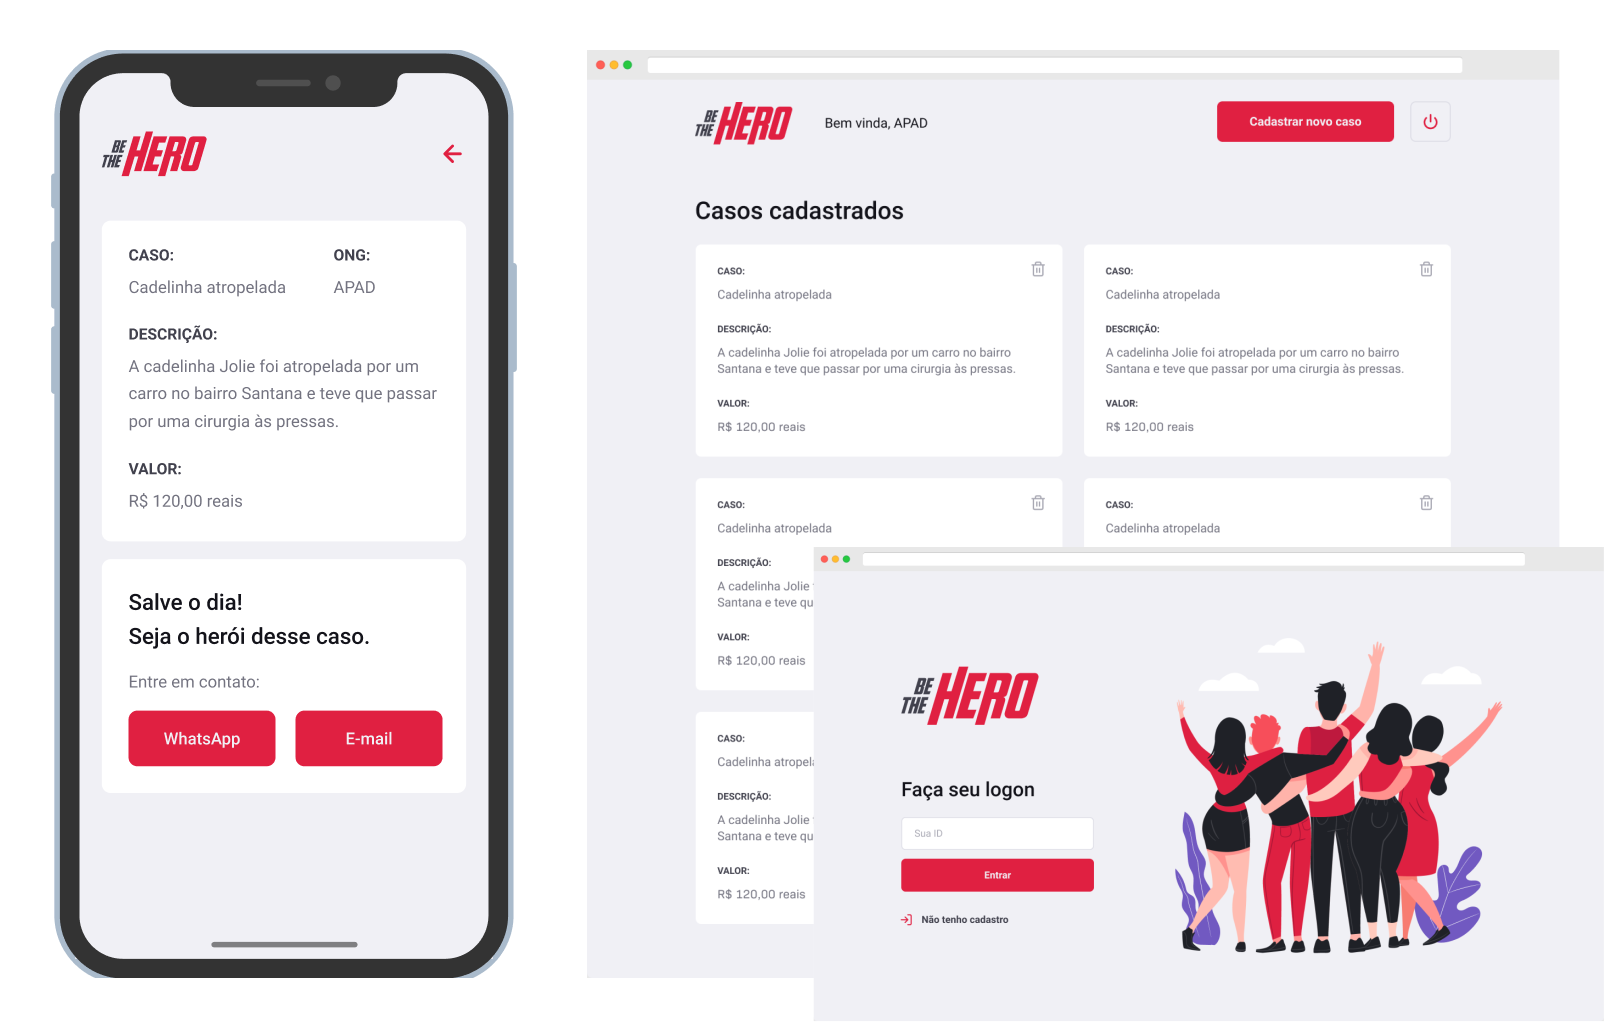 BE THE HERO
CASO:
ONG:
Cadelinha atropelada
APAD
DESCRIÇÃO:
A cadelinha Jolie foi atropelada por um
carro no bairro Santana e teve que passar
por uma cirurgia às pressas.
VALOR:
R$ 120,00 reais
Salve o dia!
Seja o herói desse caso.
Entre em contato:
WhatsApp
E-mail
BE THE HERO
Bem vinda, APAD
Cadastrar novo caso
Casos cadastrados
CASO:
Cadelinha atropelada
DESCRIÇÃO:
A cadelinha Jolie foi atropelada por um carro no bairro
Santana e teve que passar por uma cirurgia às pressas.
VALOR:
R$ 120,00 reais
CASO:
Cadelinha atropelada
DESCRIÇÃO:
A cadelinha Jolie foi atropelada por um carro no bairro
Santana e teve que passar por uma cirurgia às pressas.
VALOR:
R$ 120,00 reais
CASO:
Cadelinha atropelada
DESCRIÇÃO:
A cadelinha Jolie
Santana e teve qu
VALOR:
R$ 120,00 reais
CASO:
Cadelinha atropelada
CASO:
Cadelinha atropel
DESCRIÇÃO:
A cadelinha Jolie
Santana e teve qu
VALOR:
R$ 120,00 reais
BE THE HERO
Faça seu logon
Sua ID
Entrar
Não tenho cadastro